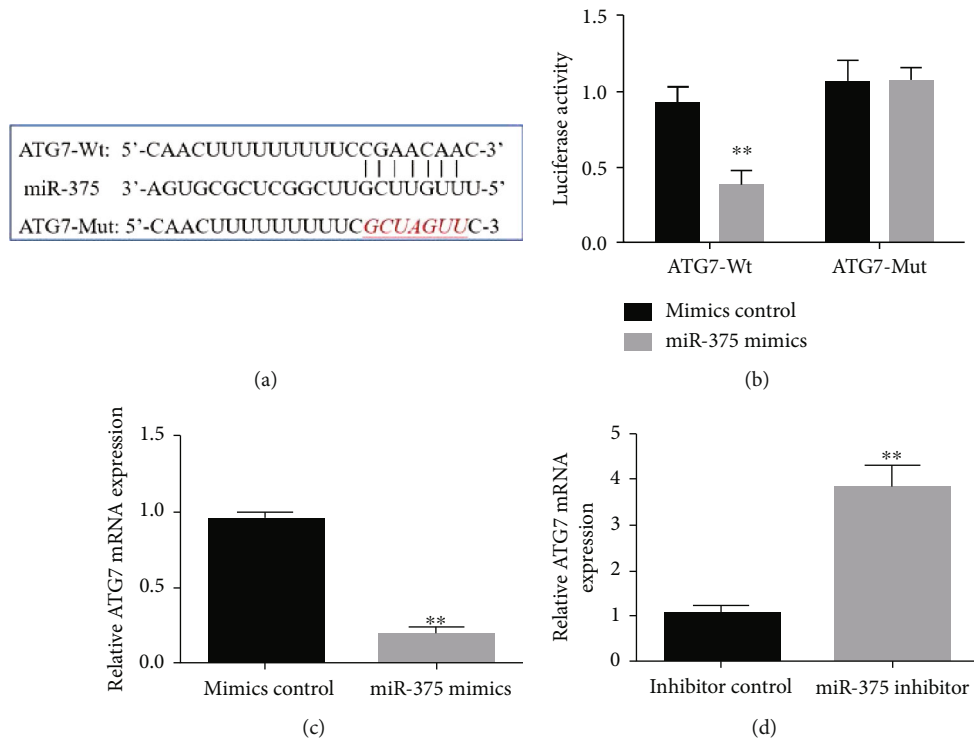 ATG7-Wt: 5'-CAACUUUUUUUUUCCGAACAAC-3'
miR-375 3'-AGUGCGCUCGGCUUGCUUGUUU-5'
ATG7-Mut: 5'-CAACUUUUUUUUUCGCUAGUUC-3
(a)
Luciferase activity
1.5
1.0
0.5
0.0
**
ATG7-Wt ATG7-Mut
Mimics control
miR-375 mimics
(b)
Relative ATG7 mRNA expression
1.5
1.0
0.5
0.0
**
Mimics control miR-375 mimics
(c)
Relative ATG7 mRNA
expression
5
4
3
2
1
0
**
Inhibitor control miR-375 inhibitor
(d)